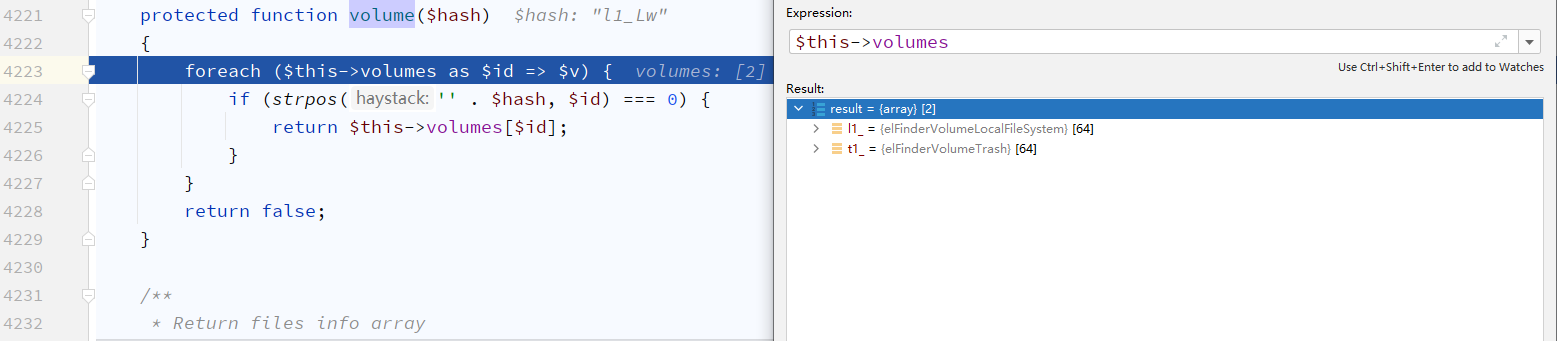 4221 protected function volume($hash) $hash: "l1_Lw"
4222 {
4223 foreach ($this->volumes as $id => $v) { volumes: [2]
4224 if (strpos( haystack: '' . $hash, $id) === 0) {
4225 return $this->volumes[$id];
4226 }
4227 }
4228 return false;
4229 }
4230
4231 /**
4232 * Return files info array
Expression:
$this->volumes
Use Ctrl+Shift+Enter to add to Watches
Result:
result = {array} [2]
l1_ = {elFinderVolumeLocalFileSystem} [64]
t1_ = {elFinderVolumeTrash} [64]